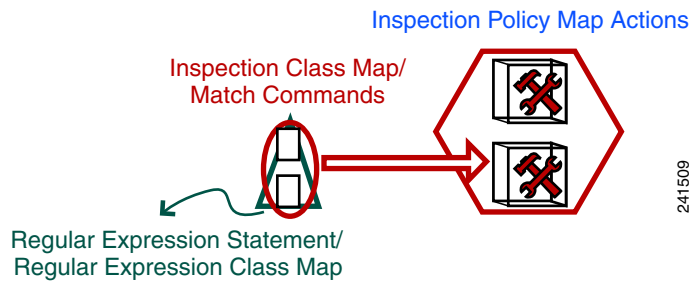 Inspection Policy Map Actions
Inspection Class Map/
Match Commands
241509
Regular Expression Statement/
Regular Expression Class Map